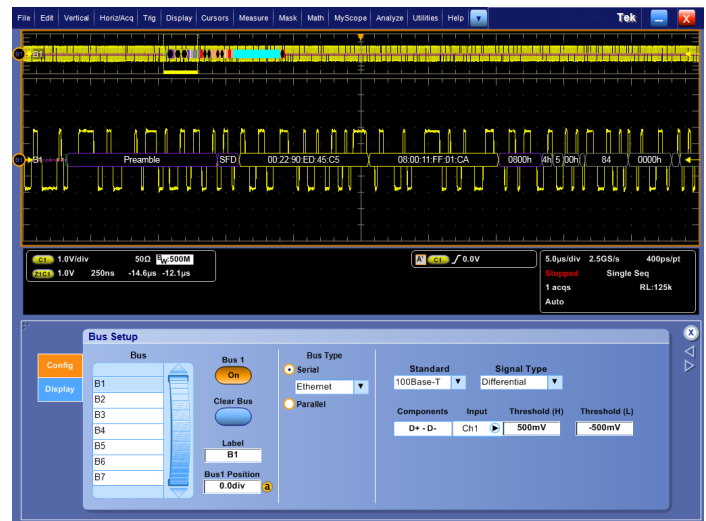 File Edit Vertical Horiz/Acq Trig Display Cursors Measure Mask Math MyScope Analyze Utilities Help Tek X
B1 B1
B1 B1 Preamble SFD 00:22:90:ED:45:C5 08:00:11:FF:01:CA 0800h 4h 5 00h 84 0000h
C1 1.0V/div 50Ω BW:500M
Z1C1 1.0V 250ns -14.6µs -12.1µs
A' C1 0.0V
5.0µs/div 2.5GS/s 400ps/pt
Stopped Single Seq
1 acqs RL:125k
Auto
Bus Setup
Config
Display
Bus
B1
B2
B3
B4
B5
B6
B7
Bus 1
On
Clear Bus
Label
B1
Bus1 Position
0.0div a
Bus Type
Serial
Ethernet
Parallel
Standard Signal Type
100Base-T Differential
Components Input Threshold (H) Threshold (L)
D+ - D- Ch1 500mV -500mV
X